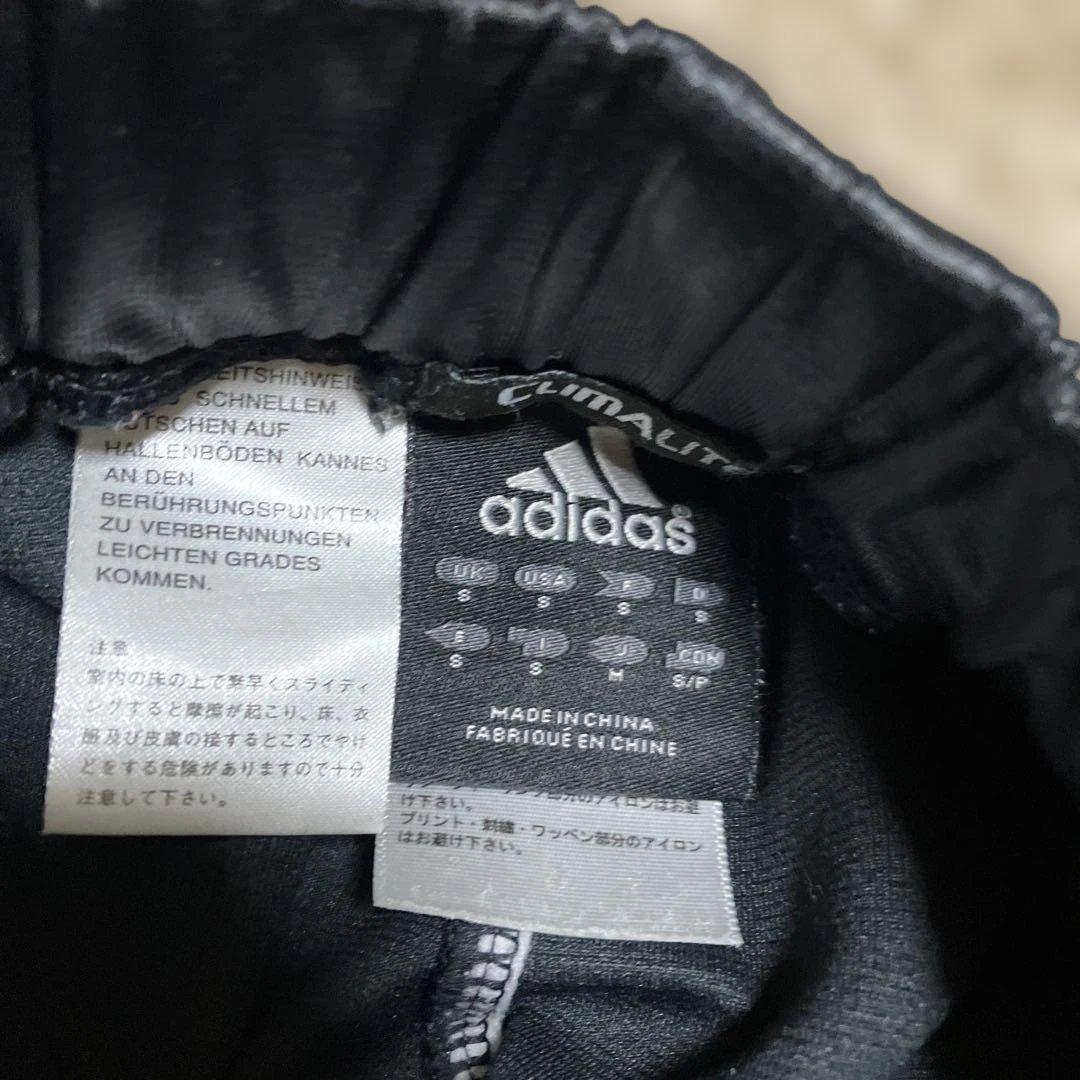 EITSHINWEIS
SCHNELLEM
UTSCHEN AUF
HALLENBÖDEN KANNES
AN DEN
BERÜHRUNGSPUNKTEN
ZU VERBRENNUNGEN
LEICHTEN GRADES
KOMMEN.
注意
室内の床の上で素早くスライディ
ングすると摩擦が起こり、床、衣
服及び皮膚の接するところでやけ
どをする危険がありますので十分
注意して下さい。
CLIMALITE
adidas®
UK USA F D
S S S S
E I J CDN
S S M S/P
MADE IN CHINA
FABRIQUÉ EN CHINE
け下さい。
プリント・刺繍・ワッペン部分のアイロン
はお避け下さい。